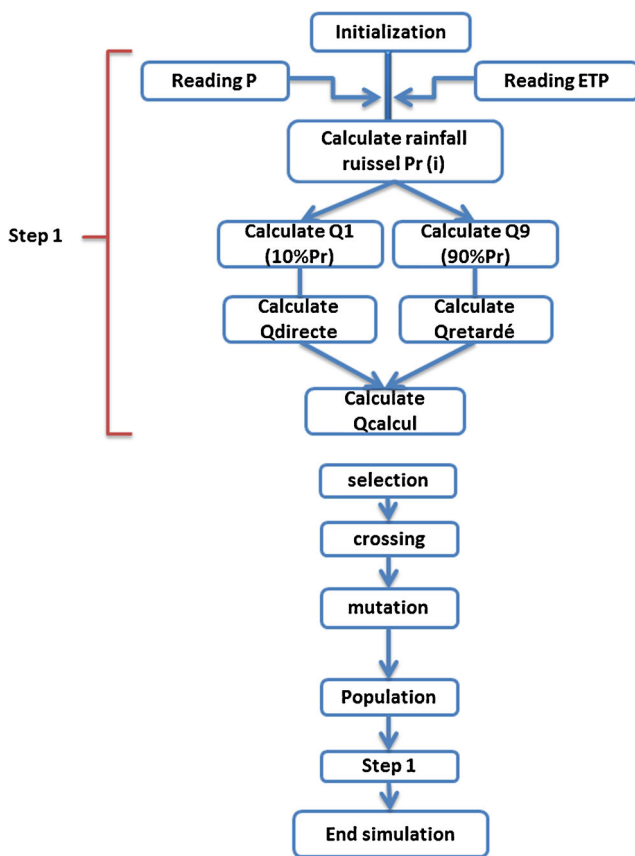 Initialization
Reading P
Reading ETP
Calculate rainfall
ruissel Pr (i)
Step 1
Calculate Q1
(10%Pr)
Calculate Q9
(90%Pr)
Calculate
Qdirecte
Calculate
Qretardé
Calculate
Qcalcul
selection
crossing
mutation
Population
Step 1
End simulation